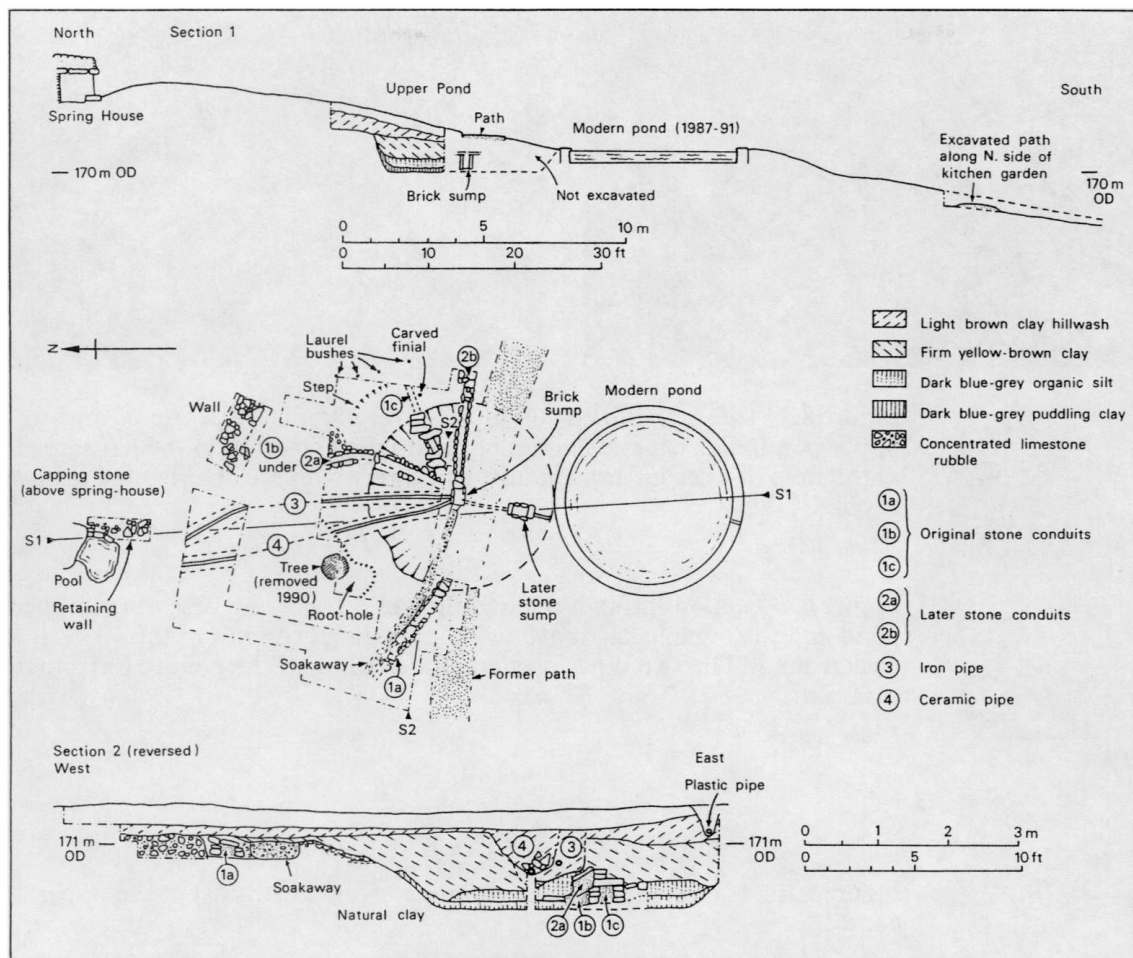 North
Section 1
South
Upper Pond
Path
Spring House
Modern pond (1987-91)
Excavated path
along N. side of
kitchen garden
170 m OD
170 m
OD
Brick sump
Not excavated
0 5 10 m
0 10 20 30 ft
N
Laurel
bushes
Carved
finial
2b
Step
1c
S2
Brick
sump
Modern pond
Wall
1b
under
2a
Capping stone
(above spring-house)
3
S1
S1
4
Pool
Tree
(removed
1990)
Retaining
wall
Root-hole
Later
stone
sump
Soakaway
1a
Former path
S2
Light brown clay hillwash
Firm yellow-brown clay
Dark blue-grey organic silt
Dark blue-grey puddling clay
Concentrated limestone
rubble
1a
1b Original stone conduits
1c
2a
2b Later stone conduits
3 Iron pipe
4 Ceramic pipe
Section 2 (reversed)
West
East
Plastic pipe
171 m
OD
4
3
171 m
OD
1a
Soakaway
Natural clay
2a 1b 1c
0 1 2 3 m
0 5 10 ft